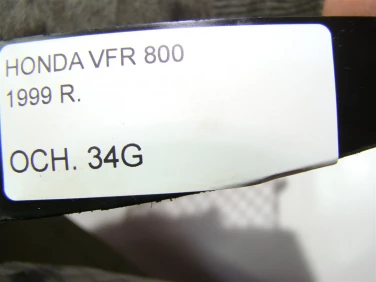 HONDA VFR 800
1999 R.
OCH. 34G